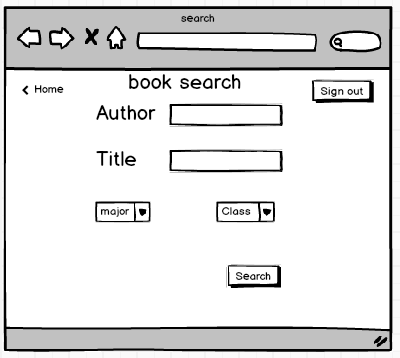 search
book search
Home
Sign out
Author
Title
major
Class
Search